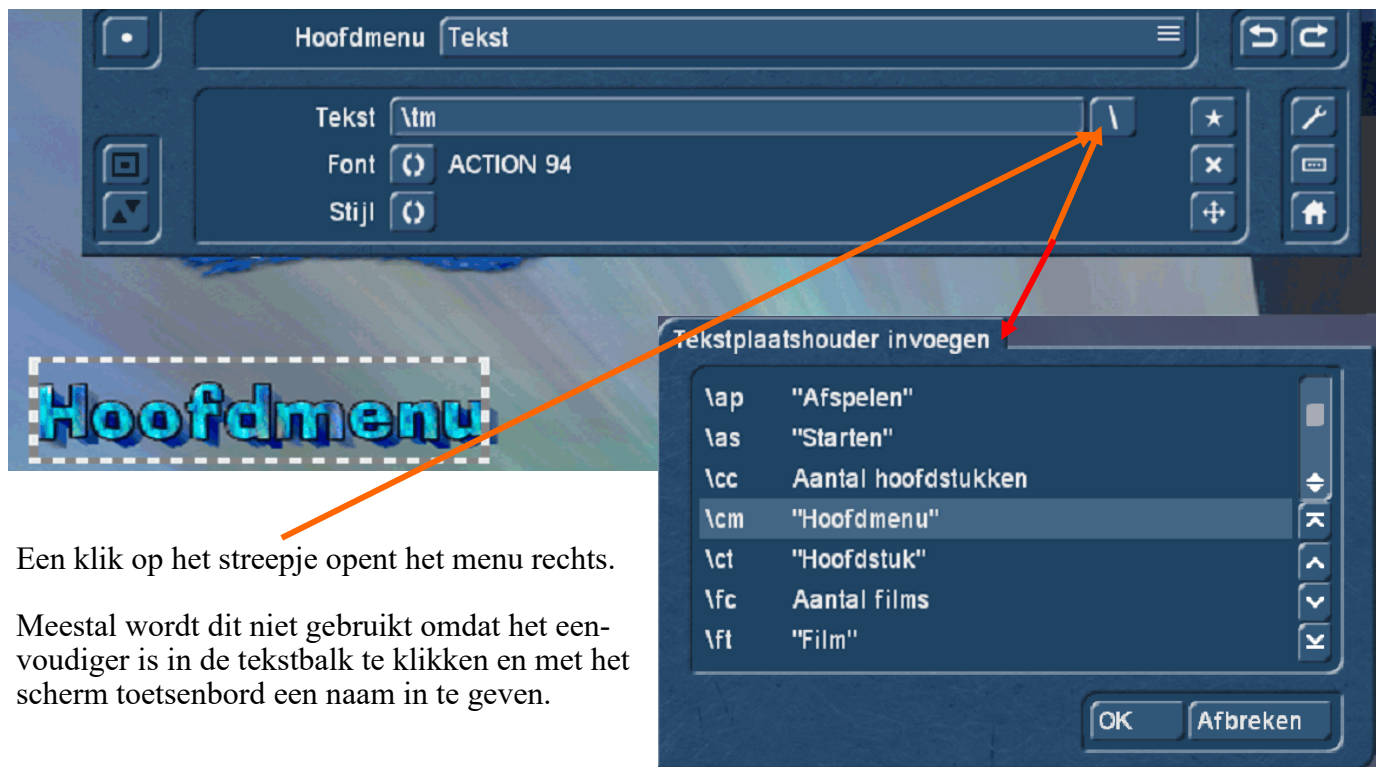 Hoofdmenu Tekst
Tekst \tm \
Font ACTION 94
Stijl
Hoofdmenu
Tekstplaatshouder invoegen
\ap "Afspelen"
\as "Starten"
\cc Aantal hoofdstukken
\cm "Hoofdmenu"
\ct "Hoofdstuk"
\fc Aantal films
\ft "Film"
OK Afbreken
Een klik op het streepje opent het menu rechts.
Meestal wordt dit niet gebruikt omdat het een-
voudiger is in de tekstbalk te klikken en met het
scherm toetsenbord een naam in te geven.